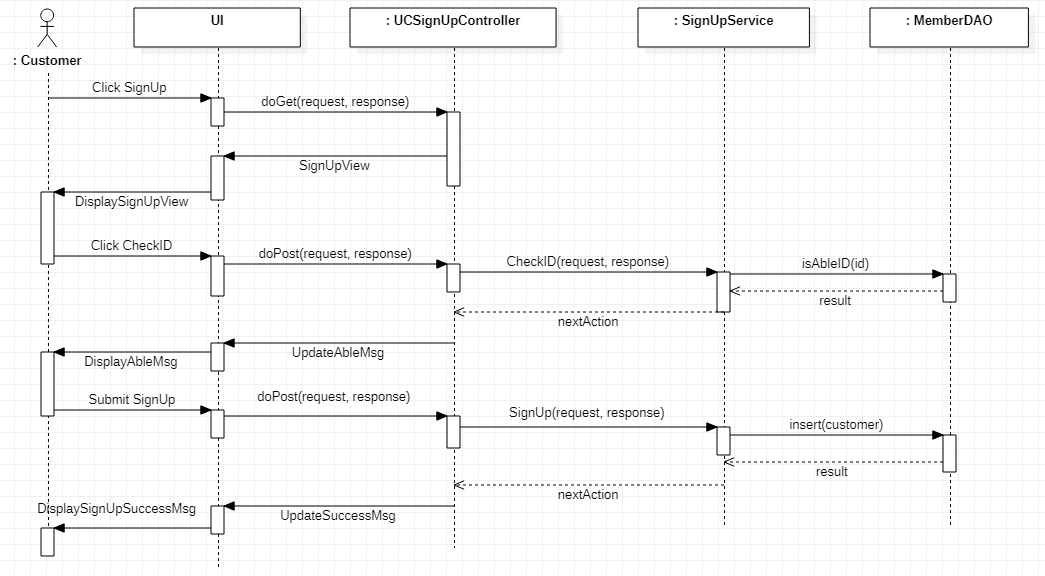 UI
: UCSignUpController
: SignUpService
: MemberDAO
: Customer
Click SignUp
doGet(request, response)
SignUpView
DisplaySignUpView
Click CheckID
doPost(request, response)
CheckID(request, response)
isAbleID(id)
result
nextAction
UpdateAbleMsg
DisplayAbleMsg
Submit SignUp
doPost(request, response)
SignUp(request, response)
insert(customer)
result
nextAction
DisplaySignUpSuccessMsg
UpdateSuccessMsg